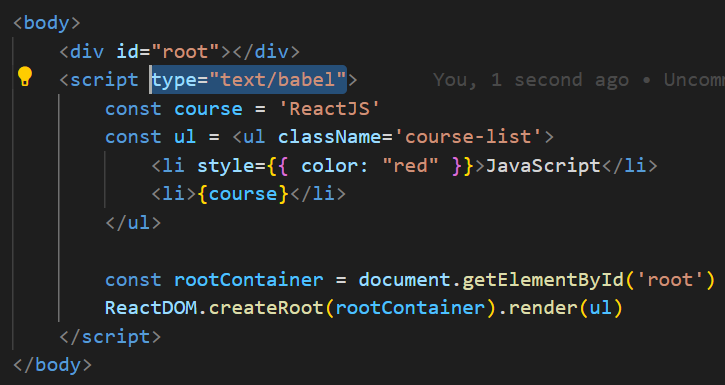 <body>
<div id="root"></div>
<script type="text/babel"> You, 1 second ago • Uncomm
const course = 'ReactJS'
const ul = <ul className='course-list'>
<li style={{ color: "red" }}>JavaScript</li>
<li>{course}</li>
</ul>
const rootContainer = document.getElementById('root')
ReactDOM.createRoot(rootContainer).render(ul)
</script>
</body>